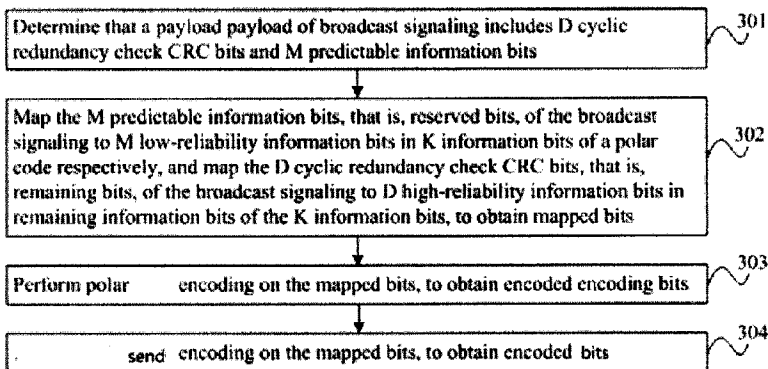 Determine that a payload payload of broadcast signaling includes D cyclic
redundancy check CRC bits and M predictable information bits
301
Map the M predictable information bits, that is, reserved bits, of the broadcast
signaling to M low-reliability information bits in K information bits of a polar
code respectively, and map the D cyclic redundancy check CRC bits, that is,
remaining bits, of the broadcast signaling to D high-reliability information bits in
remaining information bits of the K information bits, to obtain mapped bits
302
Perform polar encoding on the mapped bits, to obtain encoded encoding bits
303
send encoding on the mapped bits, to obtain encoded bits
304